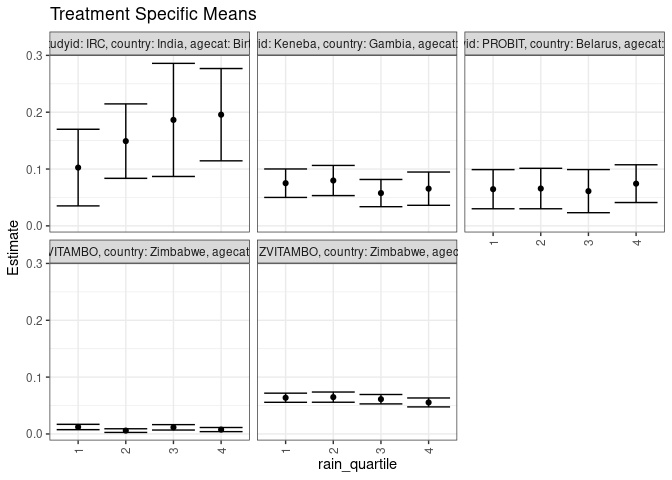 Treatment Specific Means
udyid: IRC, country: India, agecat: Birt
id: Keneba, country: Gambia, agecat:
id: PROBIT, country: Belarus, agecat:
0.3
0.2
0.1
0.0
1 2 3 4
VITAMBO, country: Zimbabwe, agecat
ZVITAMBO, country: Zimbabwe, agec
0.3
0.2
0.1
0.0
1 2 3 4
1 2 3 4
Estimate
rain_quartile